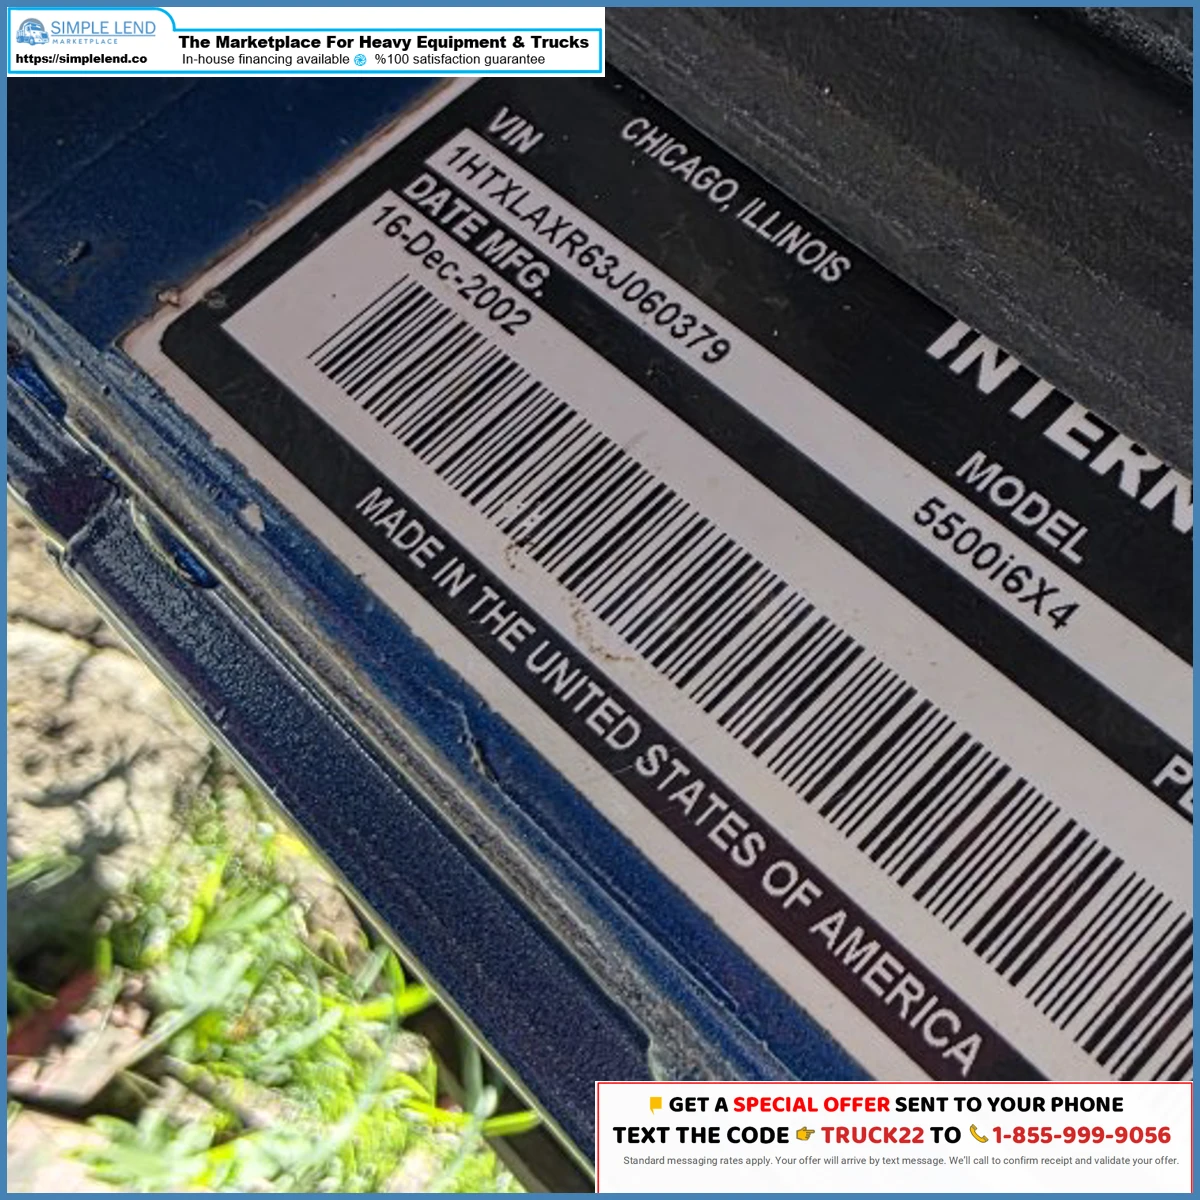 SIMPLE LEND
MARKETPLACE
https://simplelend.co
The Marketplace For Heavy Equipment & Trucks
In-house financing available %100 satisfaction guarantee
CHICAGO, ILLINOIS
VIN
1HTXLAXR63J060379
DATE MFG.
16-Dec-2002
MODEL
5500i6X4
MADE IN THE UNITED STATES OF AMERICA
GET A SPECIAL OFFER SENT TO YOUR PHONE
TEXT THE CODE TRUCK22 TO 1-855-999-9056
Standard messaging rates apply. Your offer will arrive by text message. We'll call to confirm receipt and validate your offer.